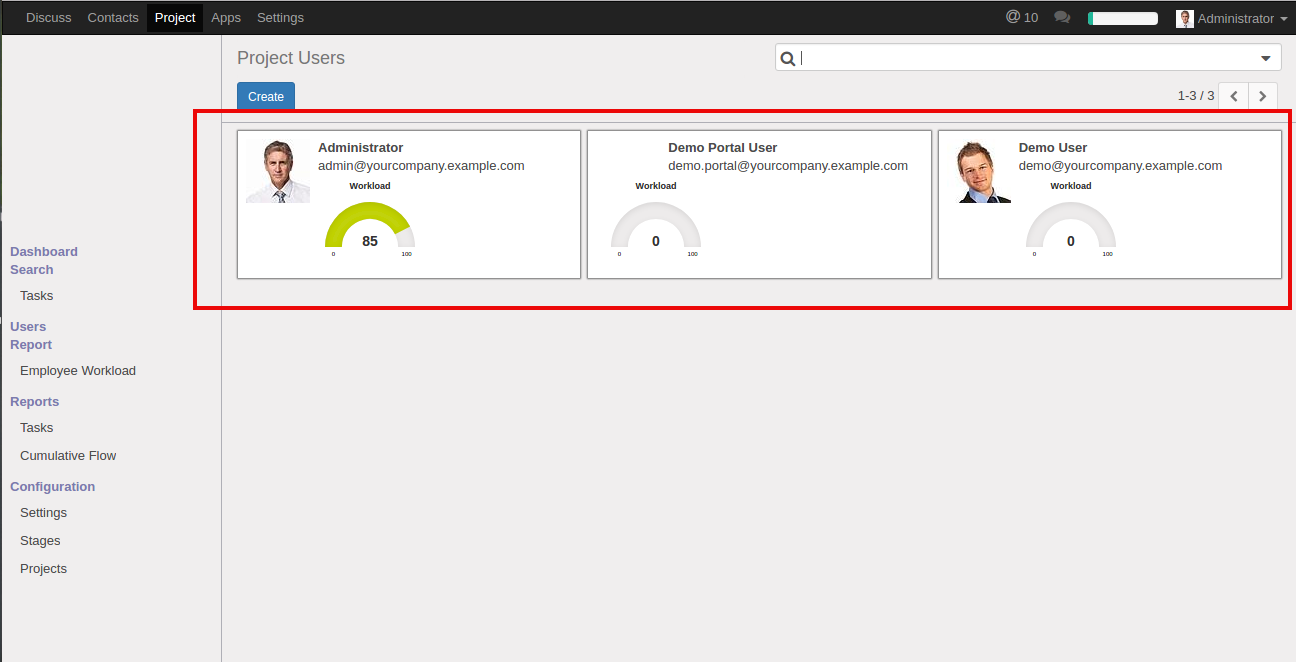 Discuss Contacts Project Apps Settings @ 10 Administrator
Project Users
Create
1-3 / 3
Administrator
admin@yourcompany.example.com
Workload
85
0 100
Demo Portal User
demo.portal@yourcompany.example.com
Workload
0
0 100
Demo User
demo@yourcompany.example.com
Workload
0
0 100
Dashboard
Search
Tasks
Users
Report
Employee Workload
Reports
Tasks
Cumulative Flow
Configuration
Settings
Stages
Projects